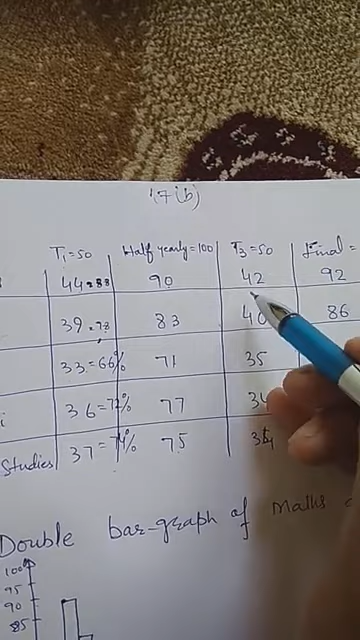 17(b)
T₁=50 Half yearly=100 T₃=50 final=
44=88 90 42 92
39=78 83 40 86
33=66% 71 35
i 36=72% 77 34
Studies 37=74% 75
Double bar-graph of Maths
100
95
90
85